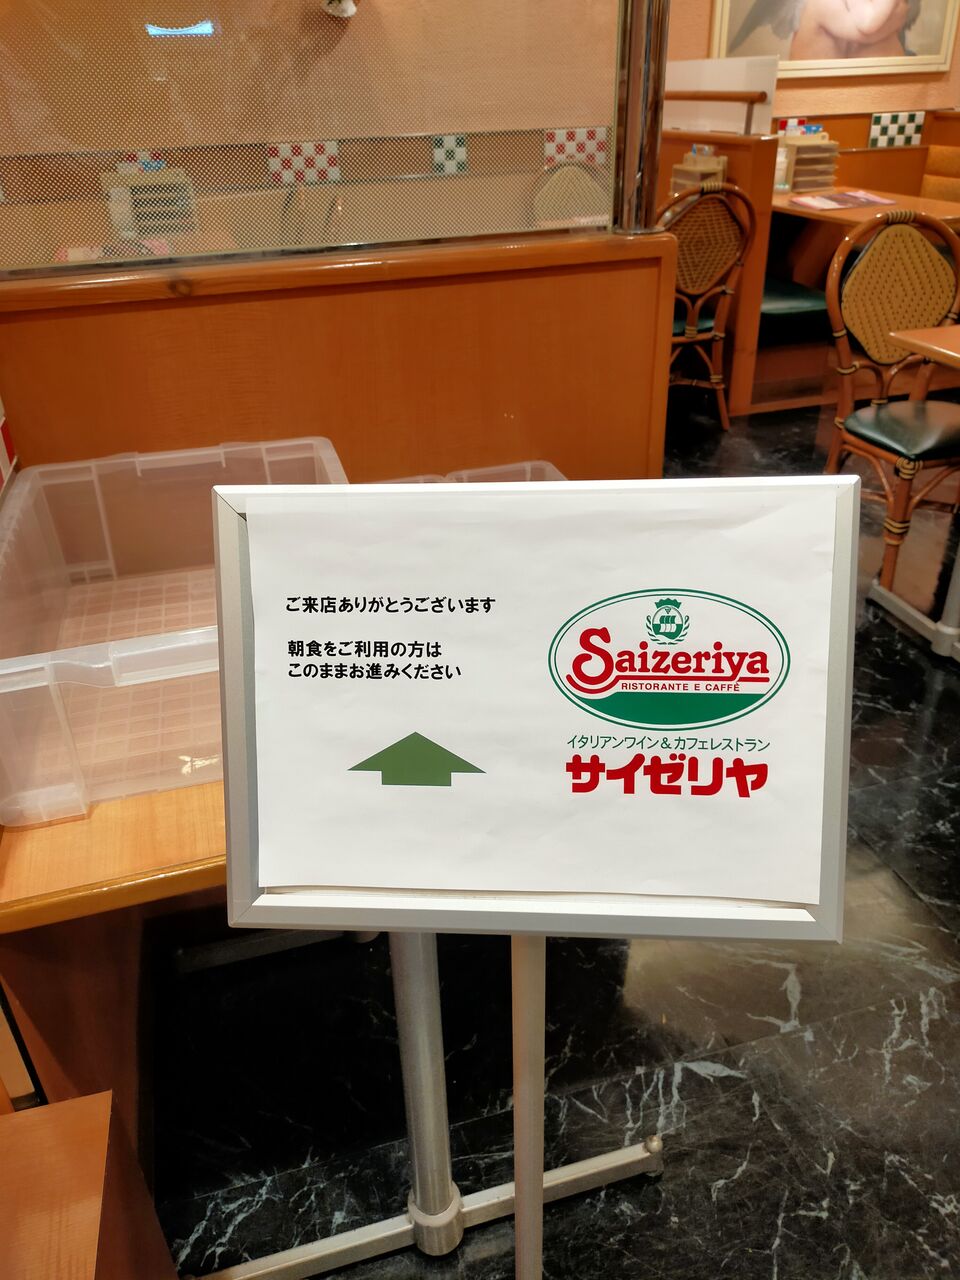 ご来店ありがとうございます
朝食をご利用の方は
このままお進みください
Saizeriya
RISTORANTE E CAFFÈ
イタリアンワイン&カフェレストラン
サイゼリヤ